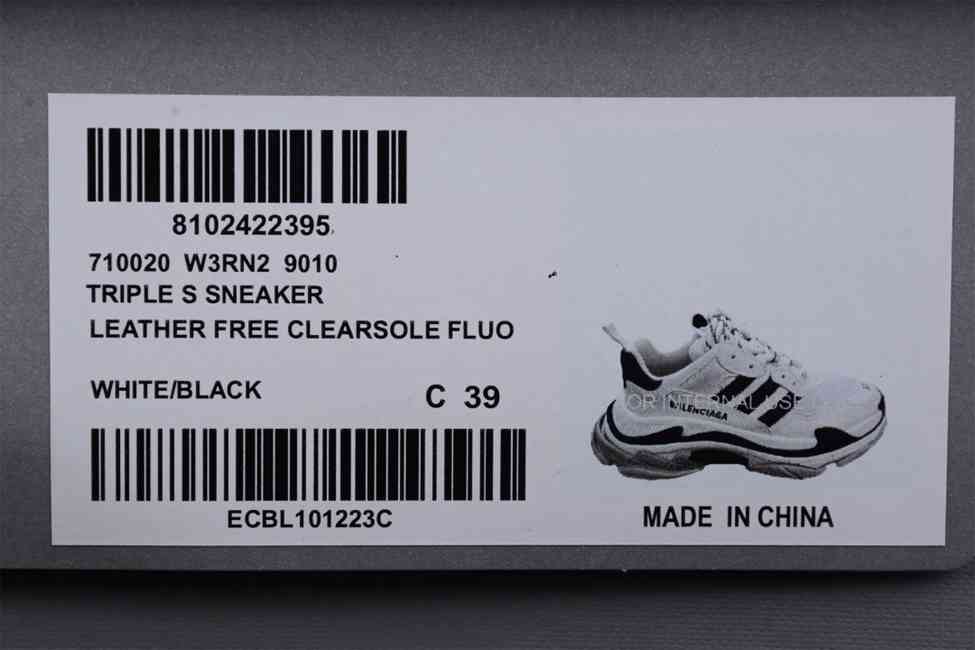 8102422395
710020 W3RN2 9010
TRIPLE S SNEAKER
LEATHER FREE CLEARSOLE FLUO
WHITE/BLACK
C 39
OR INTERNAL USE
BALENCIAGA
ECBL101223C
MADE IN CHINA